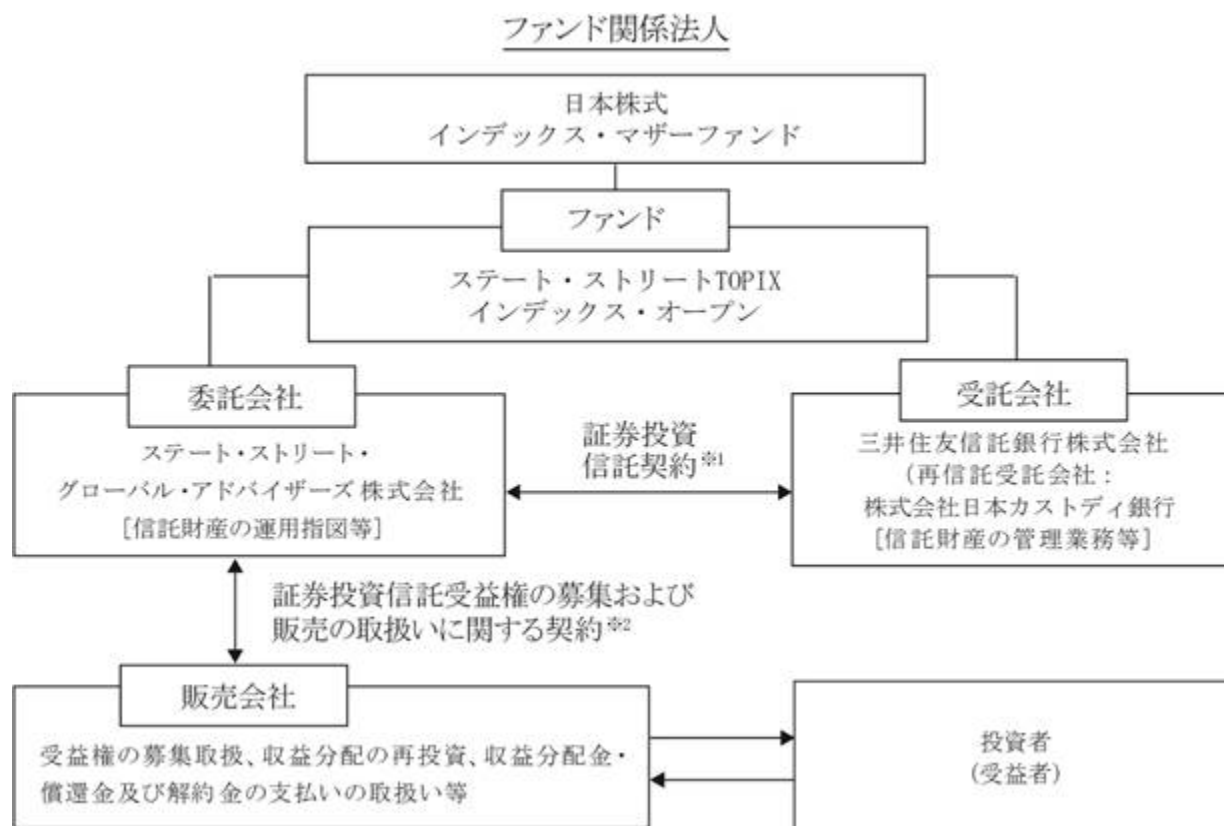 ファンド関係法人
日本株式
インデックス・マザーファンド
ファンド
ステート・ストリートTOPIX
インデックス・オープン
委託会社
ステート・ストリート・
グローバル・アドバイザーズ 株式会社
[信託財産の運用指図等]
証券投資
信託契約※1
受託会社
三井住友信託銀行株式会社
(再信託受託会社:
株式会社日本カストディ銀行
[信託財産の管理業務等]
証券投資信託受益権の募集および
販売の取扱いに関する契約※2
販売会社
受益権の募集取扱、収益分配の再投資、収益分配金・
償還金及び解約金の支払いの取扱い等
投資者
(受益者)